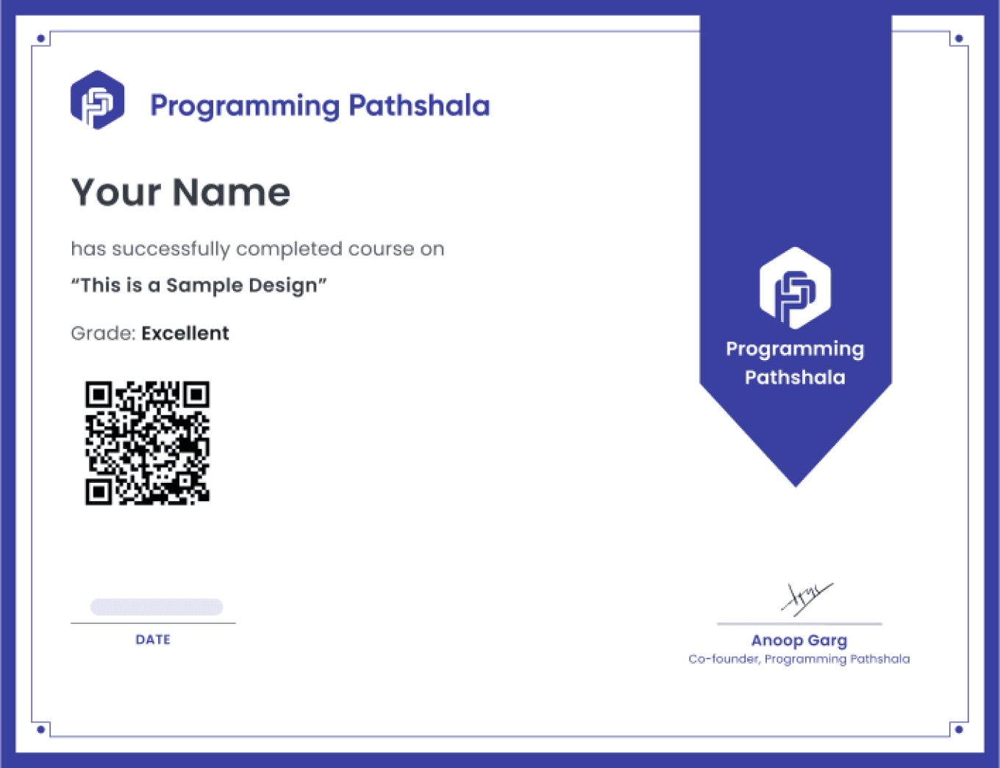 Programming Pathshala
Your Name
has successfully completed course on
“This is a Sample Design”
Grade: Excellent
Programming
Pathshala
DATE
Anoop Garg
Co-founder, Programming Pathshala